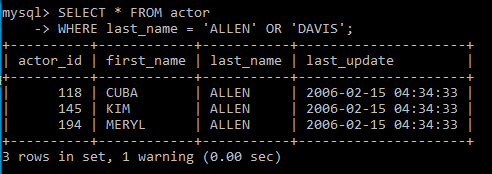 mysql> SELECT * FROM actor
    -> WHERE last_name = 'ALLEN' OR 'DAVIS';
+----------+------------+-----------+---------------------+
| actor_id | first_name | last_name | last_update         |
+----------+------------+-----------+---------------------+
|      118 | CUBA       | ALLEN     | 2006-02-15 04:34:33 |
|      145 | KIM        | ALLEN     | 2006-02-15 04:34:33 |
|      194 | MERYL      | ALLEN     | 2006-02-15 04:34:33 |
+----------+------------+-----------+---------------------+
3 rows in set, 1 warning (0.00 sec)